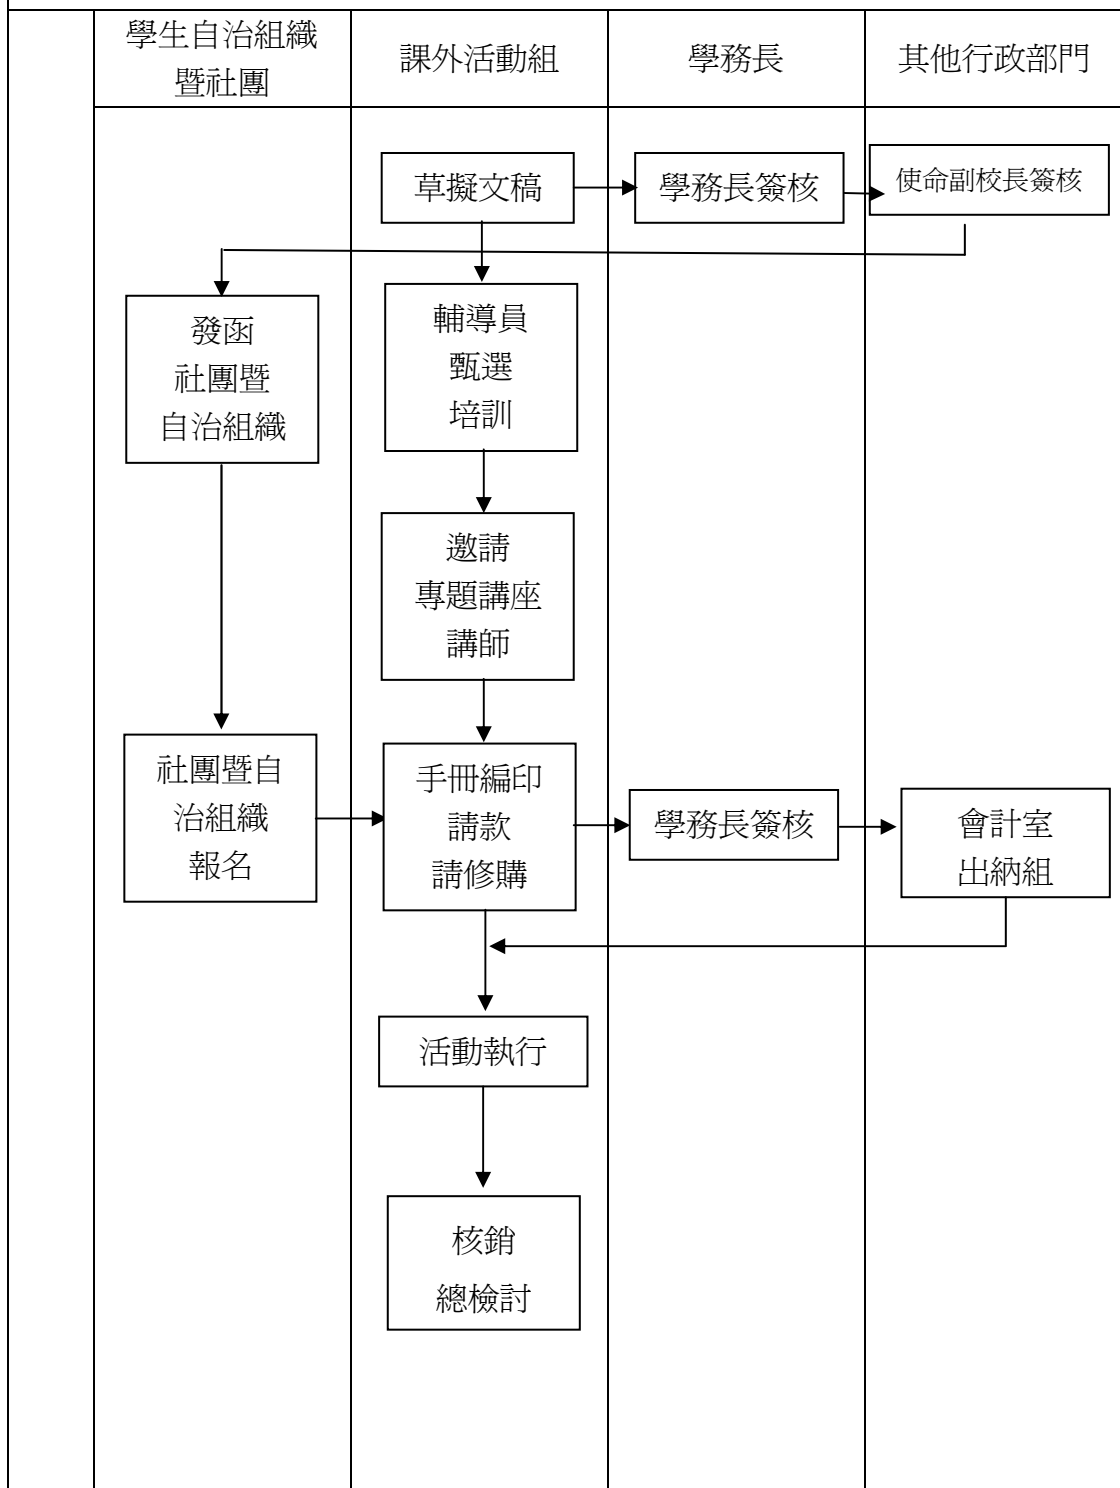 學生自治組織
暨社團
課外活動組
學務長
其他行政部門
草擬文稿
學務長簽核
使命副校長簽核
發函
社團暨
自治組織
輔導員
甄選
培訓
邀請
專題講座
講師
社團暨自
治組織
報名
手冊編印
請款
請修購
學務長簽核
會計室
出納組
活動執行
核銷
總檢討